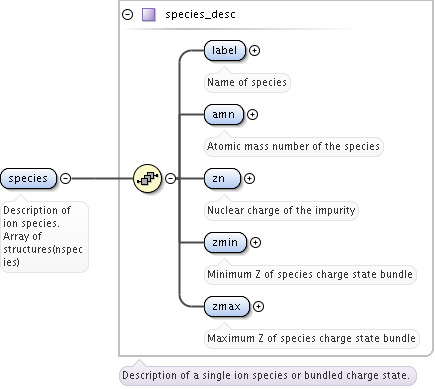 species_desc
label
Name of species
amn
Atomic mass number of the species
species
zn
Description of
ion species.
Array of
structures(nspec
ies)
Nuclear charge of the impurity
zmin
Minimum Z of species charge state bundle
zmax
Maximum Z of species charge state bundle
Description of a single ion species or bundled charge state.